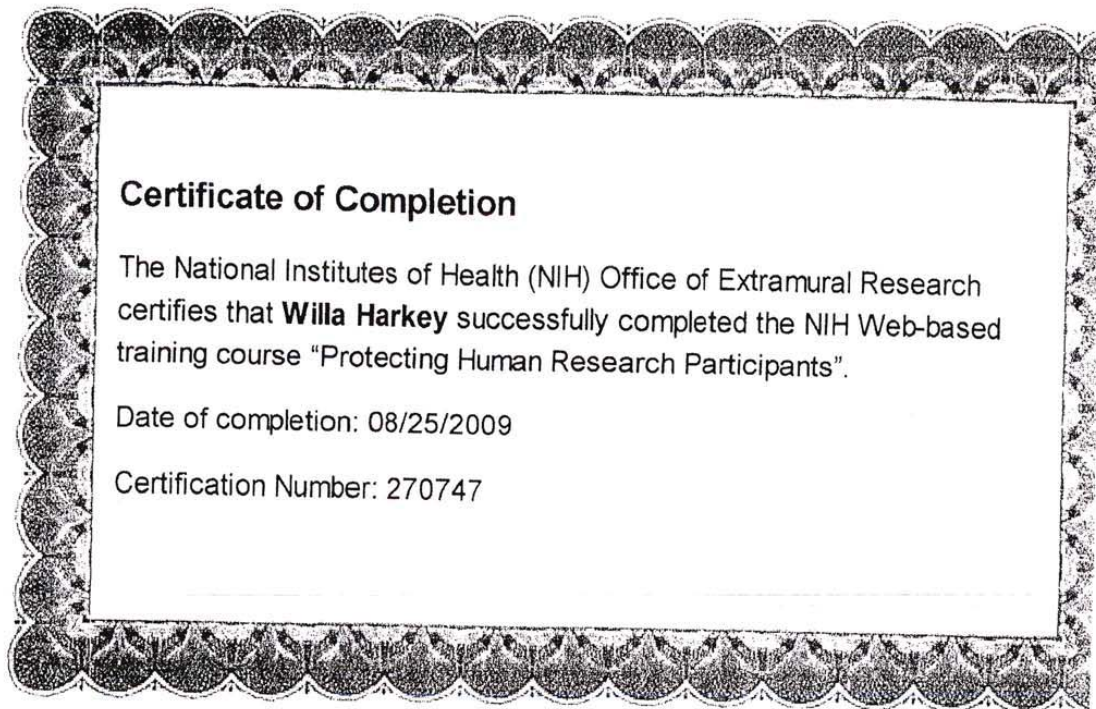 Certificate of Completion
The National Institutes of Health (NIH) Office of Extramural Research
certifies that Willa Harkey successfully completed the NIH Web-based
training course “Protecting Human Research Participants”.
Date of completion: 08/25/2009
Certification Number: 270747